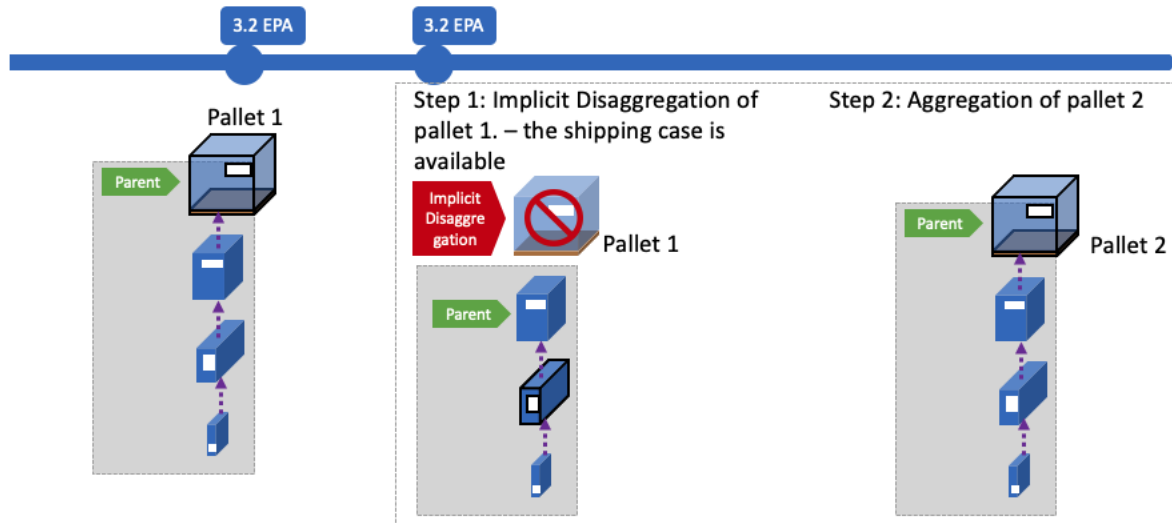 3.2 EPA
3.2 EPA
Pallet 1
Parent
Step 1: Implicit Disaggregation of
pallet 1. – the shipping case is
available
Implicit
Disaggre
gation
Pallet 1
Parent
Step 2: Aggregation of pallet 2
Parent
Pallet 2